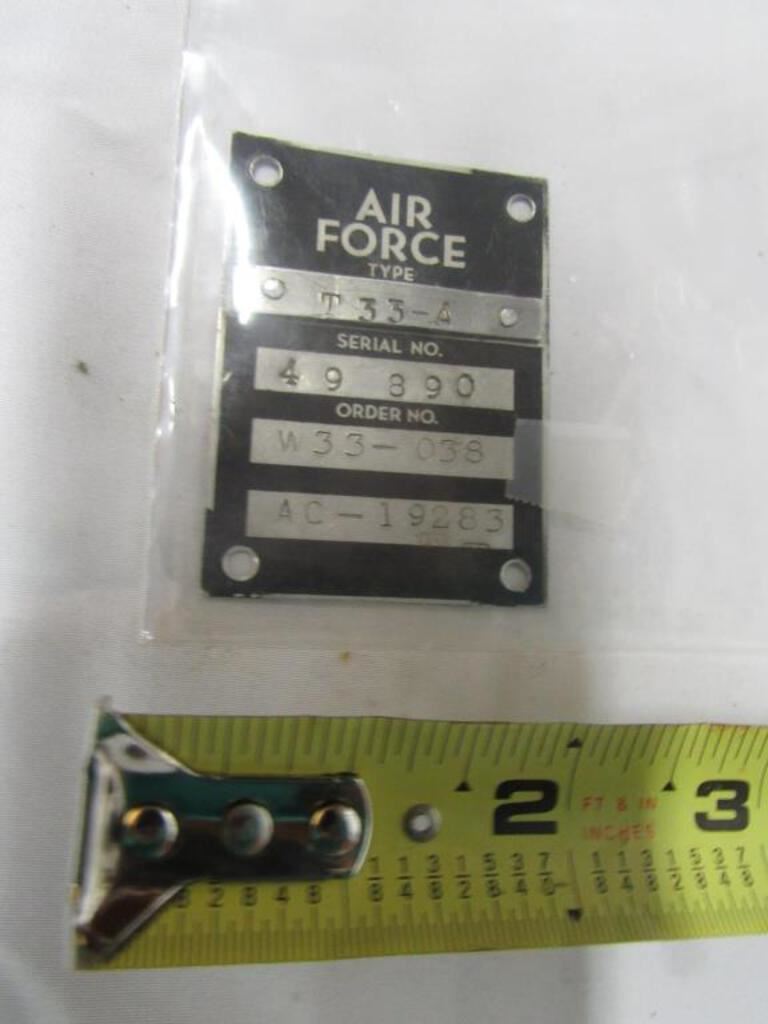 AIR
FORCE
TYPE
T33-A
SERIAL NO.
49 890
ORDER NO.
W33-038
AC-19283
2 FT & IN 3
INCHES